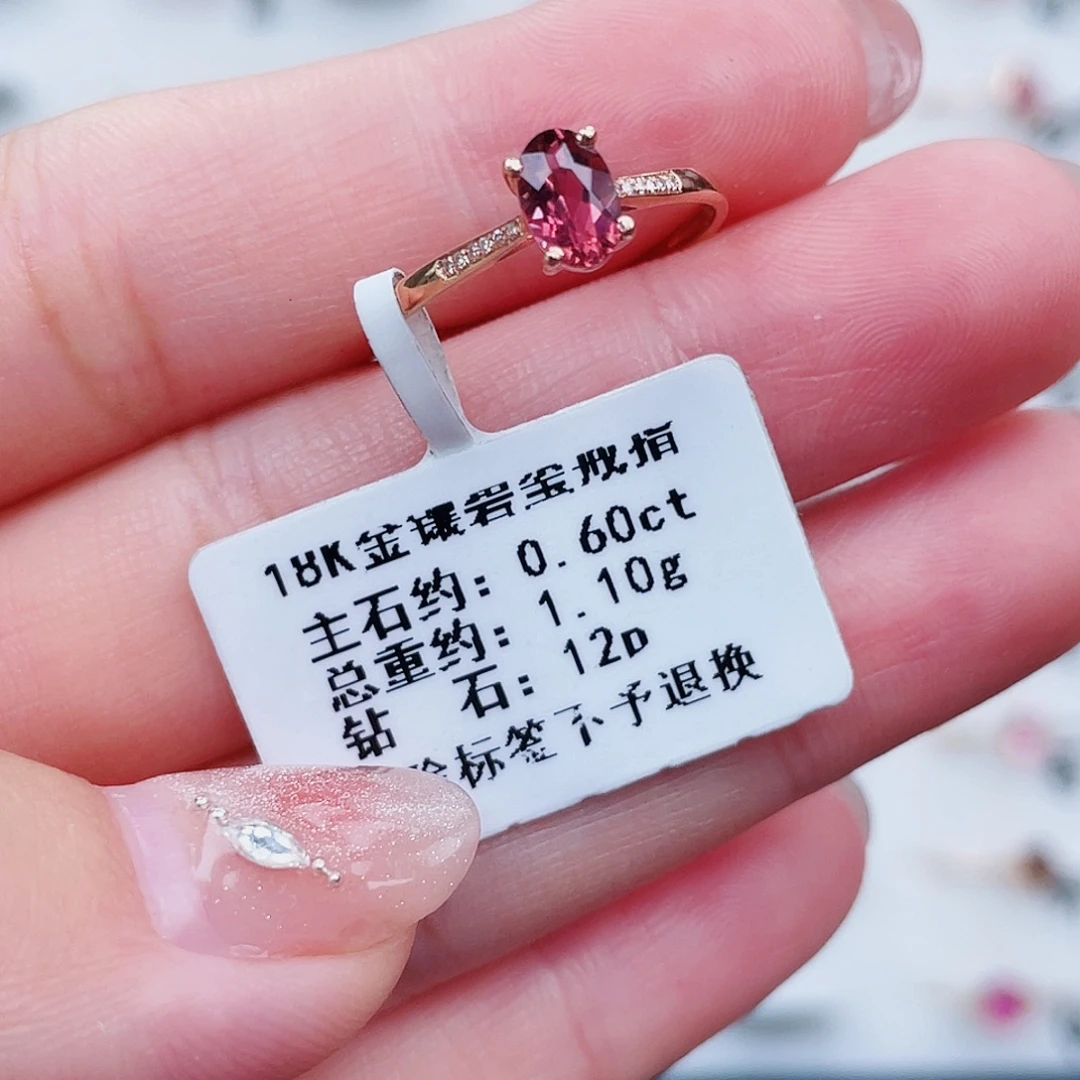 18K金镶碧玺戒指
主石约：0.60ct
总重约：1.10g
钻　石：12p
标签不予退换